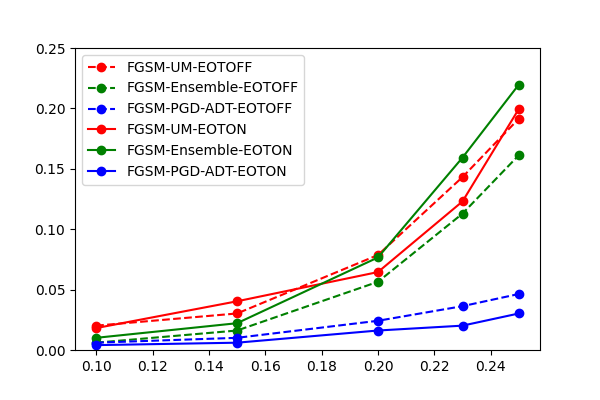 0.25
0.20
0.15
0.10
0.05
0.00
FGSM-UM-EOTOFF
FGSM-Ensemble-EOTOFF
FGSM-PGD-ADT-EOTOFF
FGSM-UM-EOTON
FGSM-Ensemble-EOTON
FGSM-PGD-ADT-EOTON
0.10 0.12 0.14 0.16 0.18 0.20 0.22 0.24